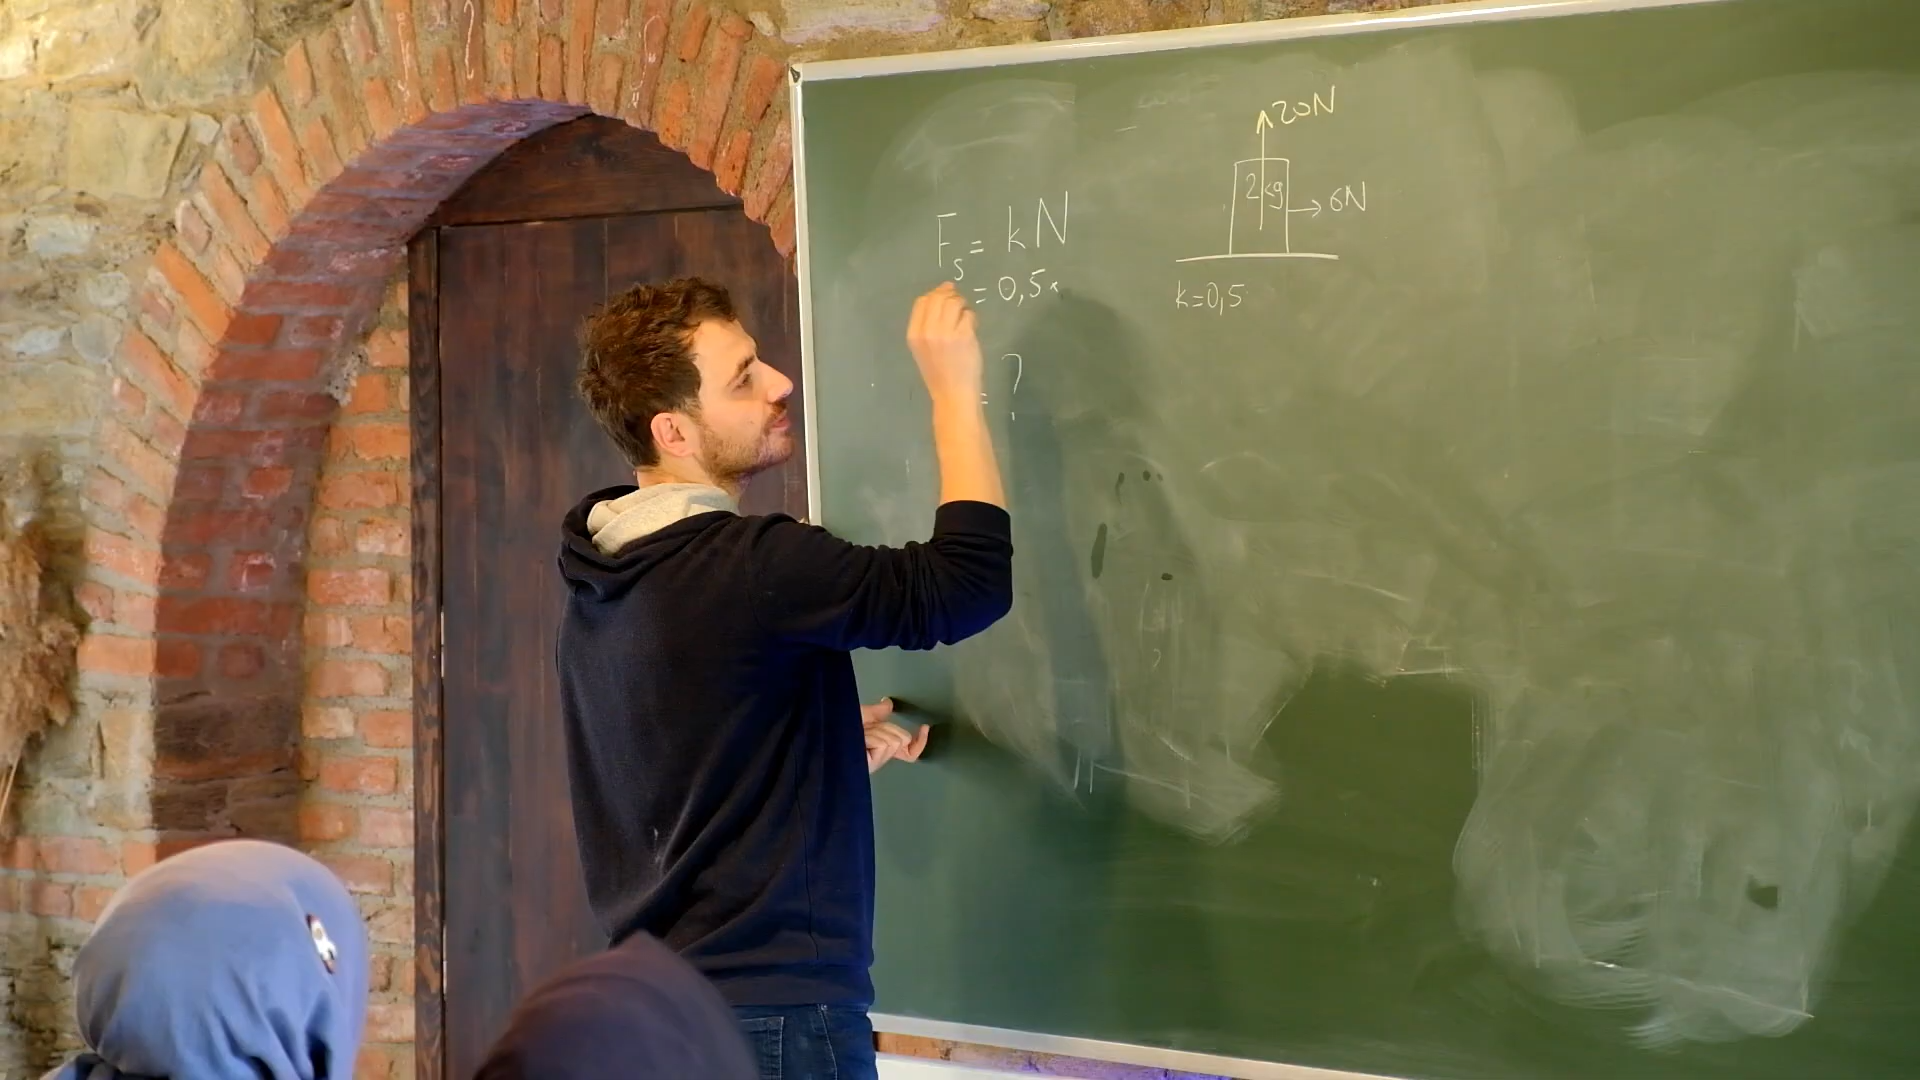 F_s = kN
= 0,5
= ?
20N
2kg
6N
k=0,5